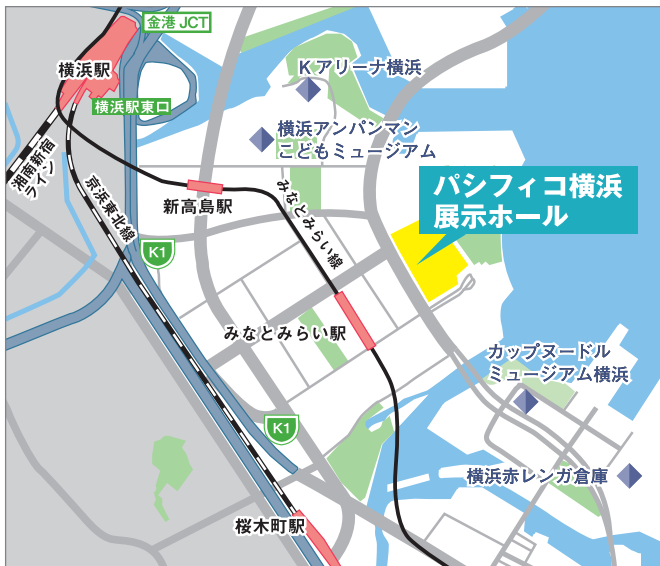 金港 JCT
横浜駅
Kアリーナ横浜
横浜駅東口
横浜アンパンマン
こどもミュージアム
湘南新宿
ライン
京浜東北線
新高島駅
みなとみらい線
パシフィコ横浜
展示ホール
K1
みなとみらい駅
カップヌードル
ミュージアム横浜
K1
横浜赤レンガ倉庫
桜木町駅